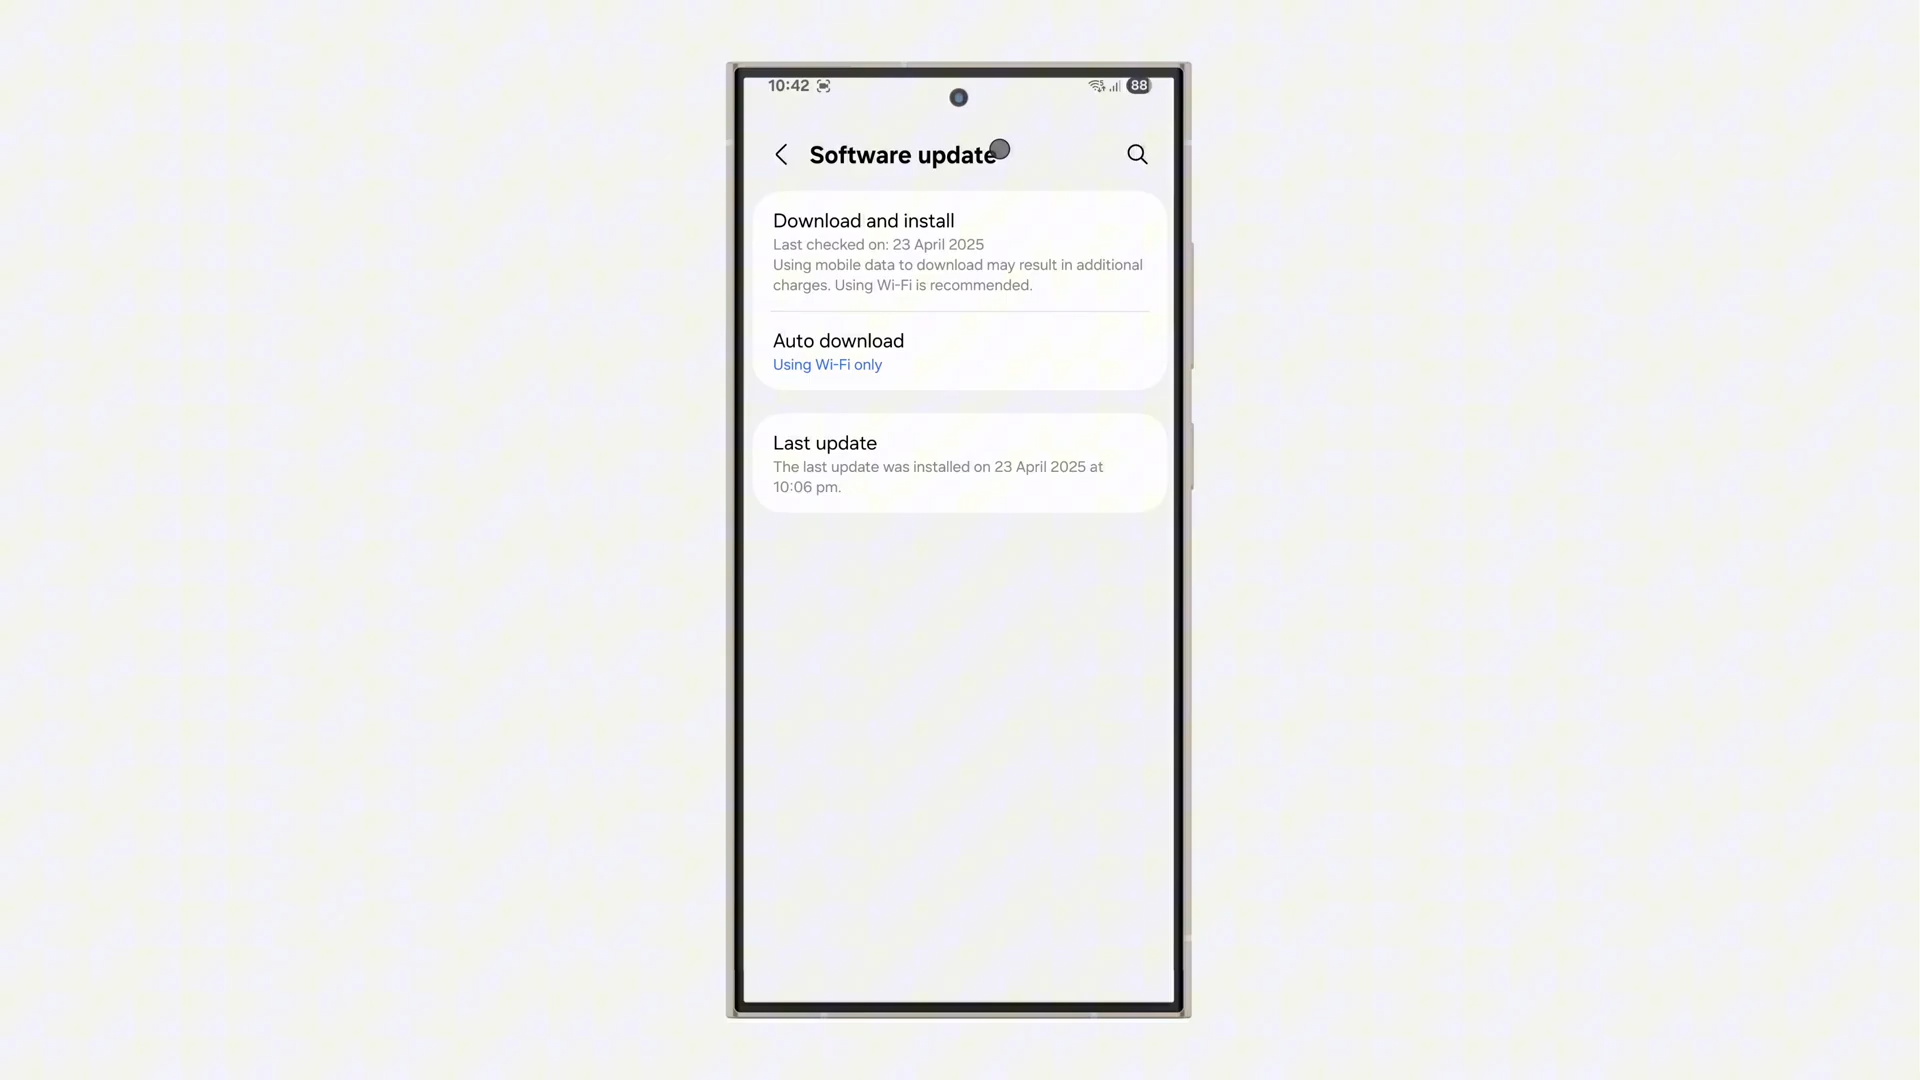 10:42
88
Software update
Download and install
Last checked on: 23 April 2025
Using mobile data to download may result in additional
charges. Using Wi-Fi is recommended.
Auto download
Using Wi-Fi only
Last update
The last update was installed on 23 April 2025 at
10:06 pm.